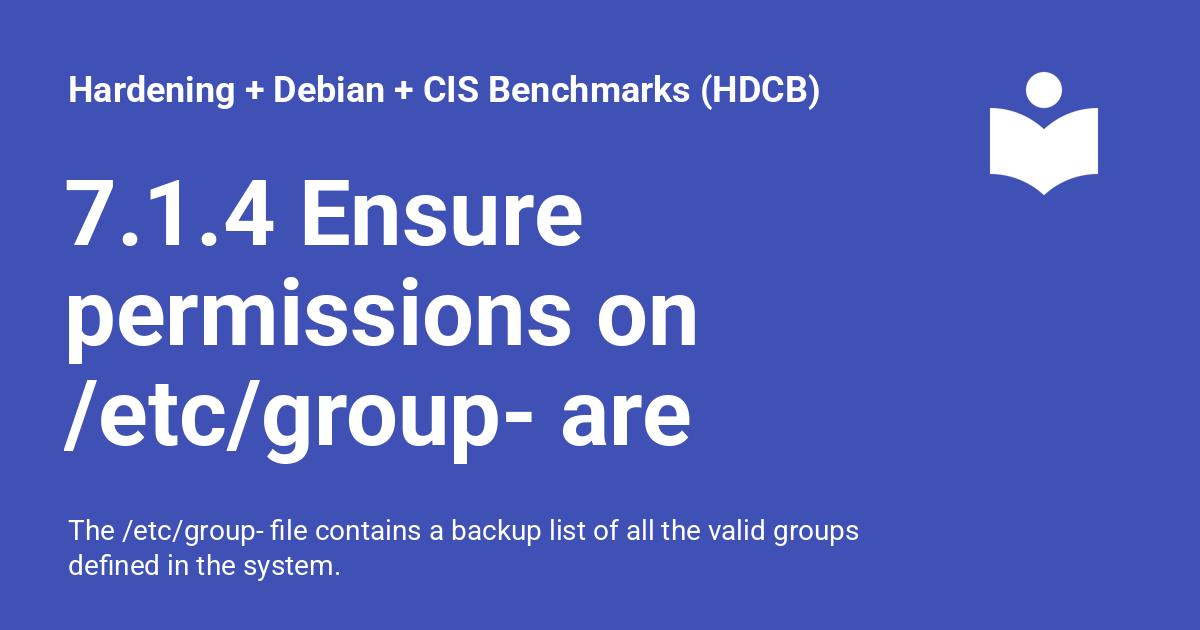 Hardening + Debian + CIS Benchmarks (HDCB)
7.1.4 Ensure
permissions on
/etc/group- are
The /etc/group- file contains a backup list of all the valid groups
defined in the system.